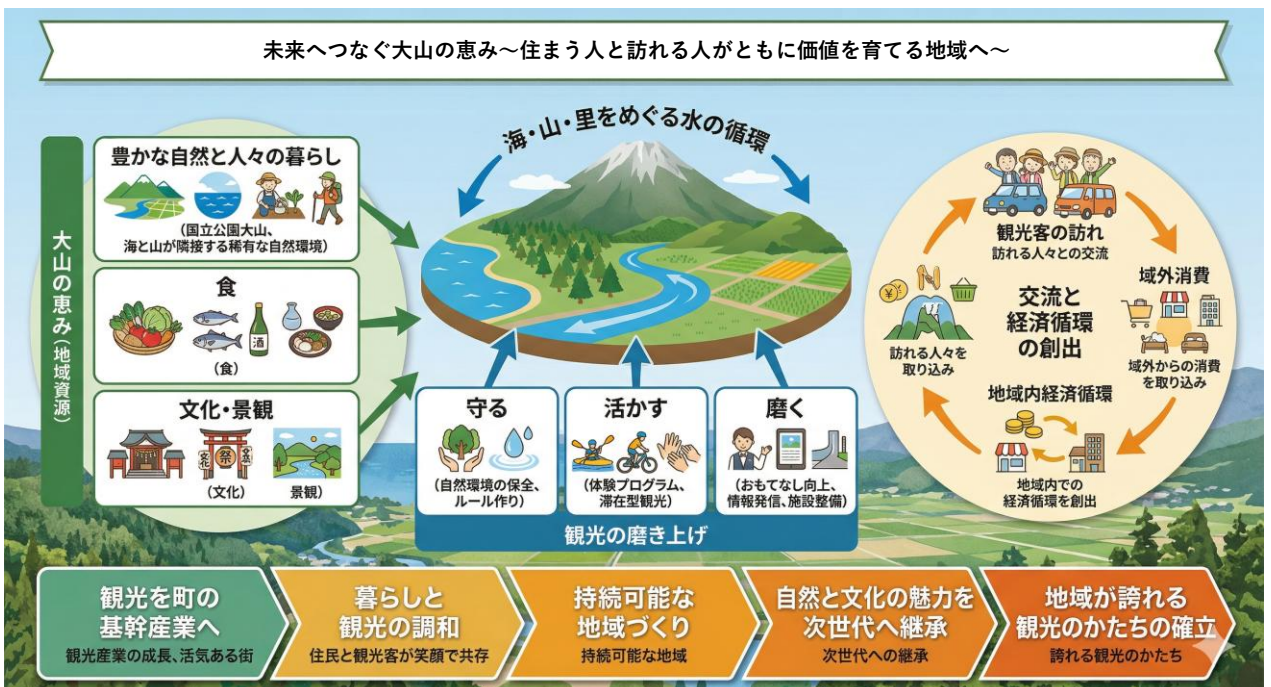 未来へつなぐ大山の恵み～住まう人と訪れる人がともに価値を育てる地域へ～
大山の恵み（地域資源）
豊かな自然と人々の暮らし
（国立公園大山、
海と山が隣接する稀有な自然環境）
食
酒
（食）
文化・景観
文化
祭
（文化）
景観）
海・山・里をめぐる水の循環
守る
（自然環境の保全、
ルール作り）
活かす
（体験プログラム、
滞在型観光）
磨く
（おもてなし向上、
情報発信、施設整備）
観光の磨き上げ
観光客の訪れ
訪れる人々との交流
域外消費
域外からの消費
を取り込み
地域内経済循環
地域内での
経済循環を創出
¥
訪れる人々を
取り込み
交流と
経済循環
の創出
観光を町の
基幹産業へ
観光産業の成長、活気ある街
暮らしと
観光の調和
住民と観光客が笑顔で共存
持続可能な
地域づくり
持続可能な地域
自然と文化の魅力を
次世代へ継承
次世代への継承
地域が誇れる
観光のかたちの確立
誇れる観光のかたち